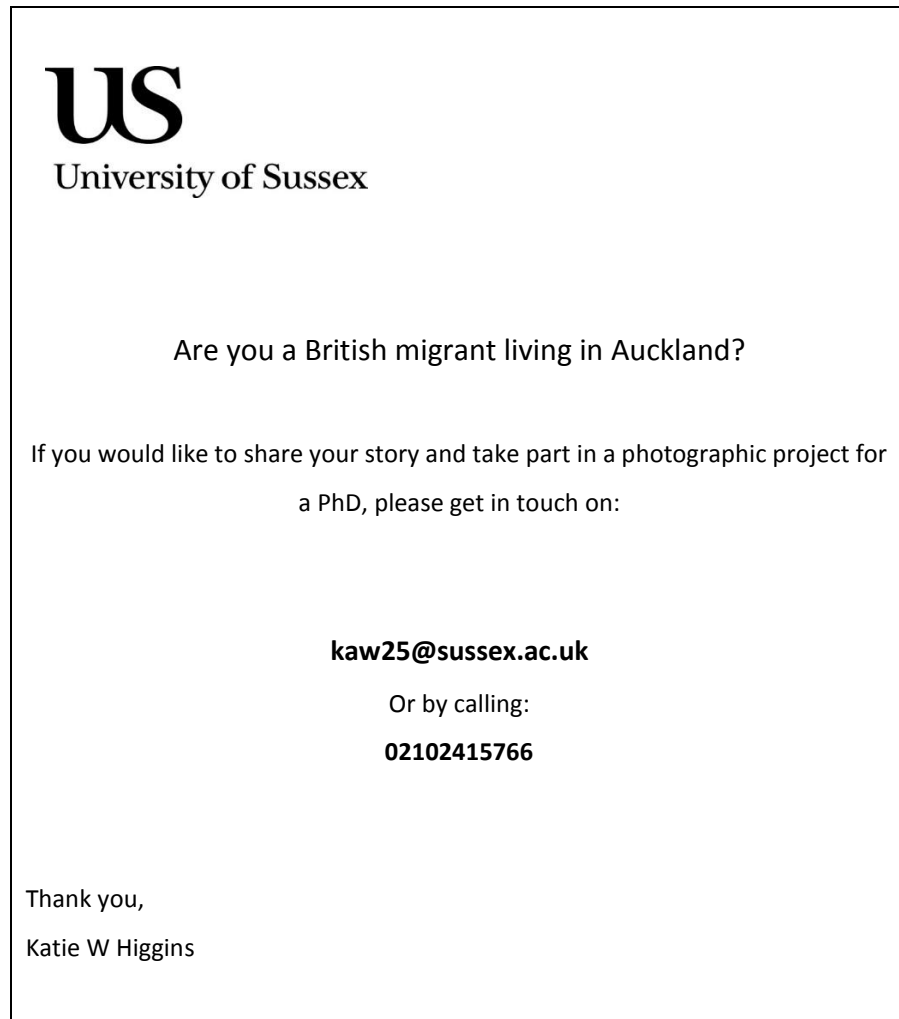 US
University of Sussex
Are you a British migrant living in Auckland?
If you would like to share your story and take part in a photographic project for
a PhD, please get in touch on:
kaw25@sussex.ac.uk
Or by calling:
02102415766
Thank you,
Katie W Higgins